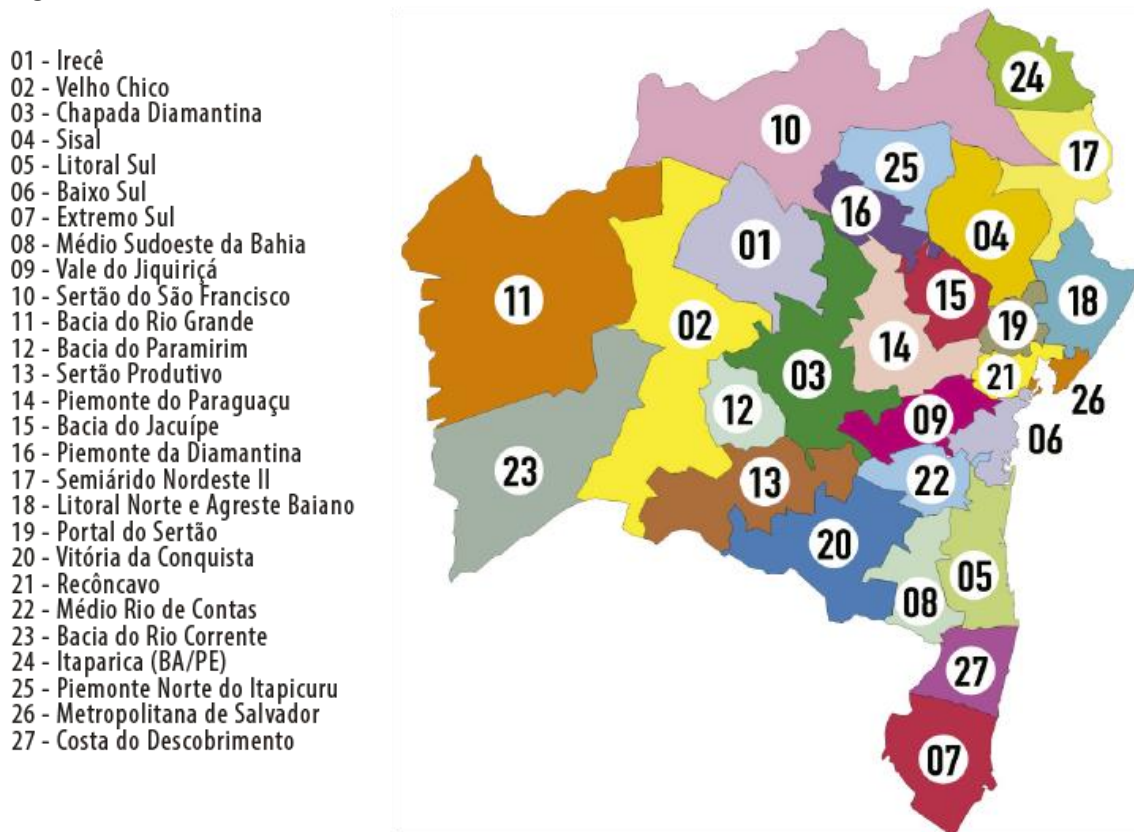 01 - Irecê
02 - Velho Chico
03 - Chapada Diamantina
04 - Sisal
05 - Litoral Sul
06 - Baixo Sul
07 - Extremo Sul
08 - Médio Sudoeste da Bahia
09 - Vale do Jiquiriçá
10 - Sertão do São Francisco
11 - Bacia do Rio Grande
12 - Bacia do Paramirim
13 - Sertão Produtivo
14 - Piemonte do Paraguaçu
15 - Bacia do Jacuípe
16 - Piemonte da Diamantina
17 - Semiárido Nordeste II
18 - Litoral Norte e Agreste Baiano
19 - Portal do Sertão
20 - Vitória da Conquista
21 - Recôncavo
22 - Médio Rio de Contas
23 - Bacia do Rio Corrente
24 - Itaparica (BA/PE)
25 - Piemonte Norte do Itapicuru
26 - Metropolitana de Salvador
27 - Costa do Descobrimento
24
10
17
25
16
04
01
11
15
18
02
19
14
03
21
26
12
09
06
23
13
22
20
05
08
27
07